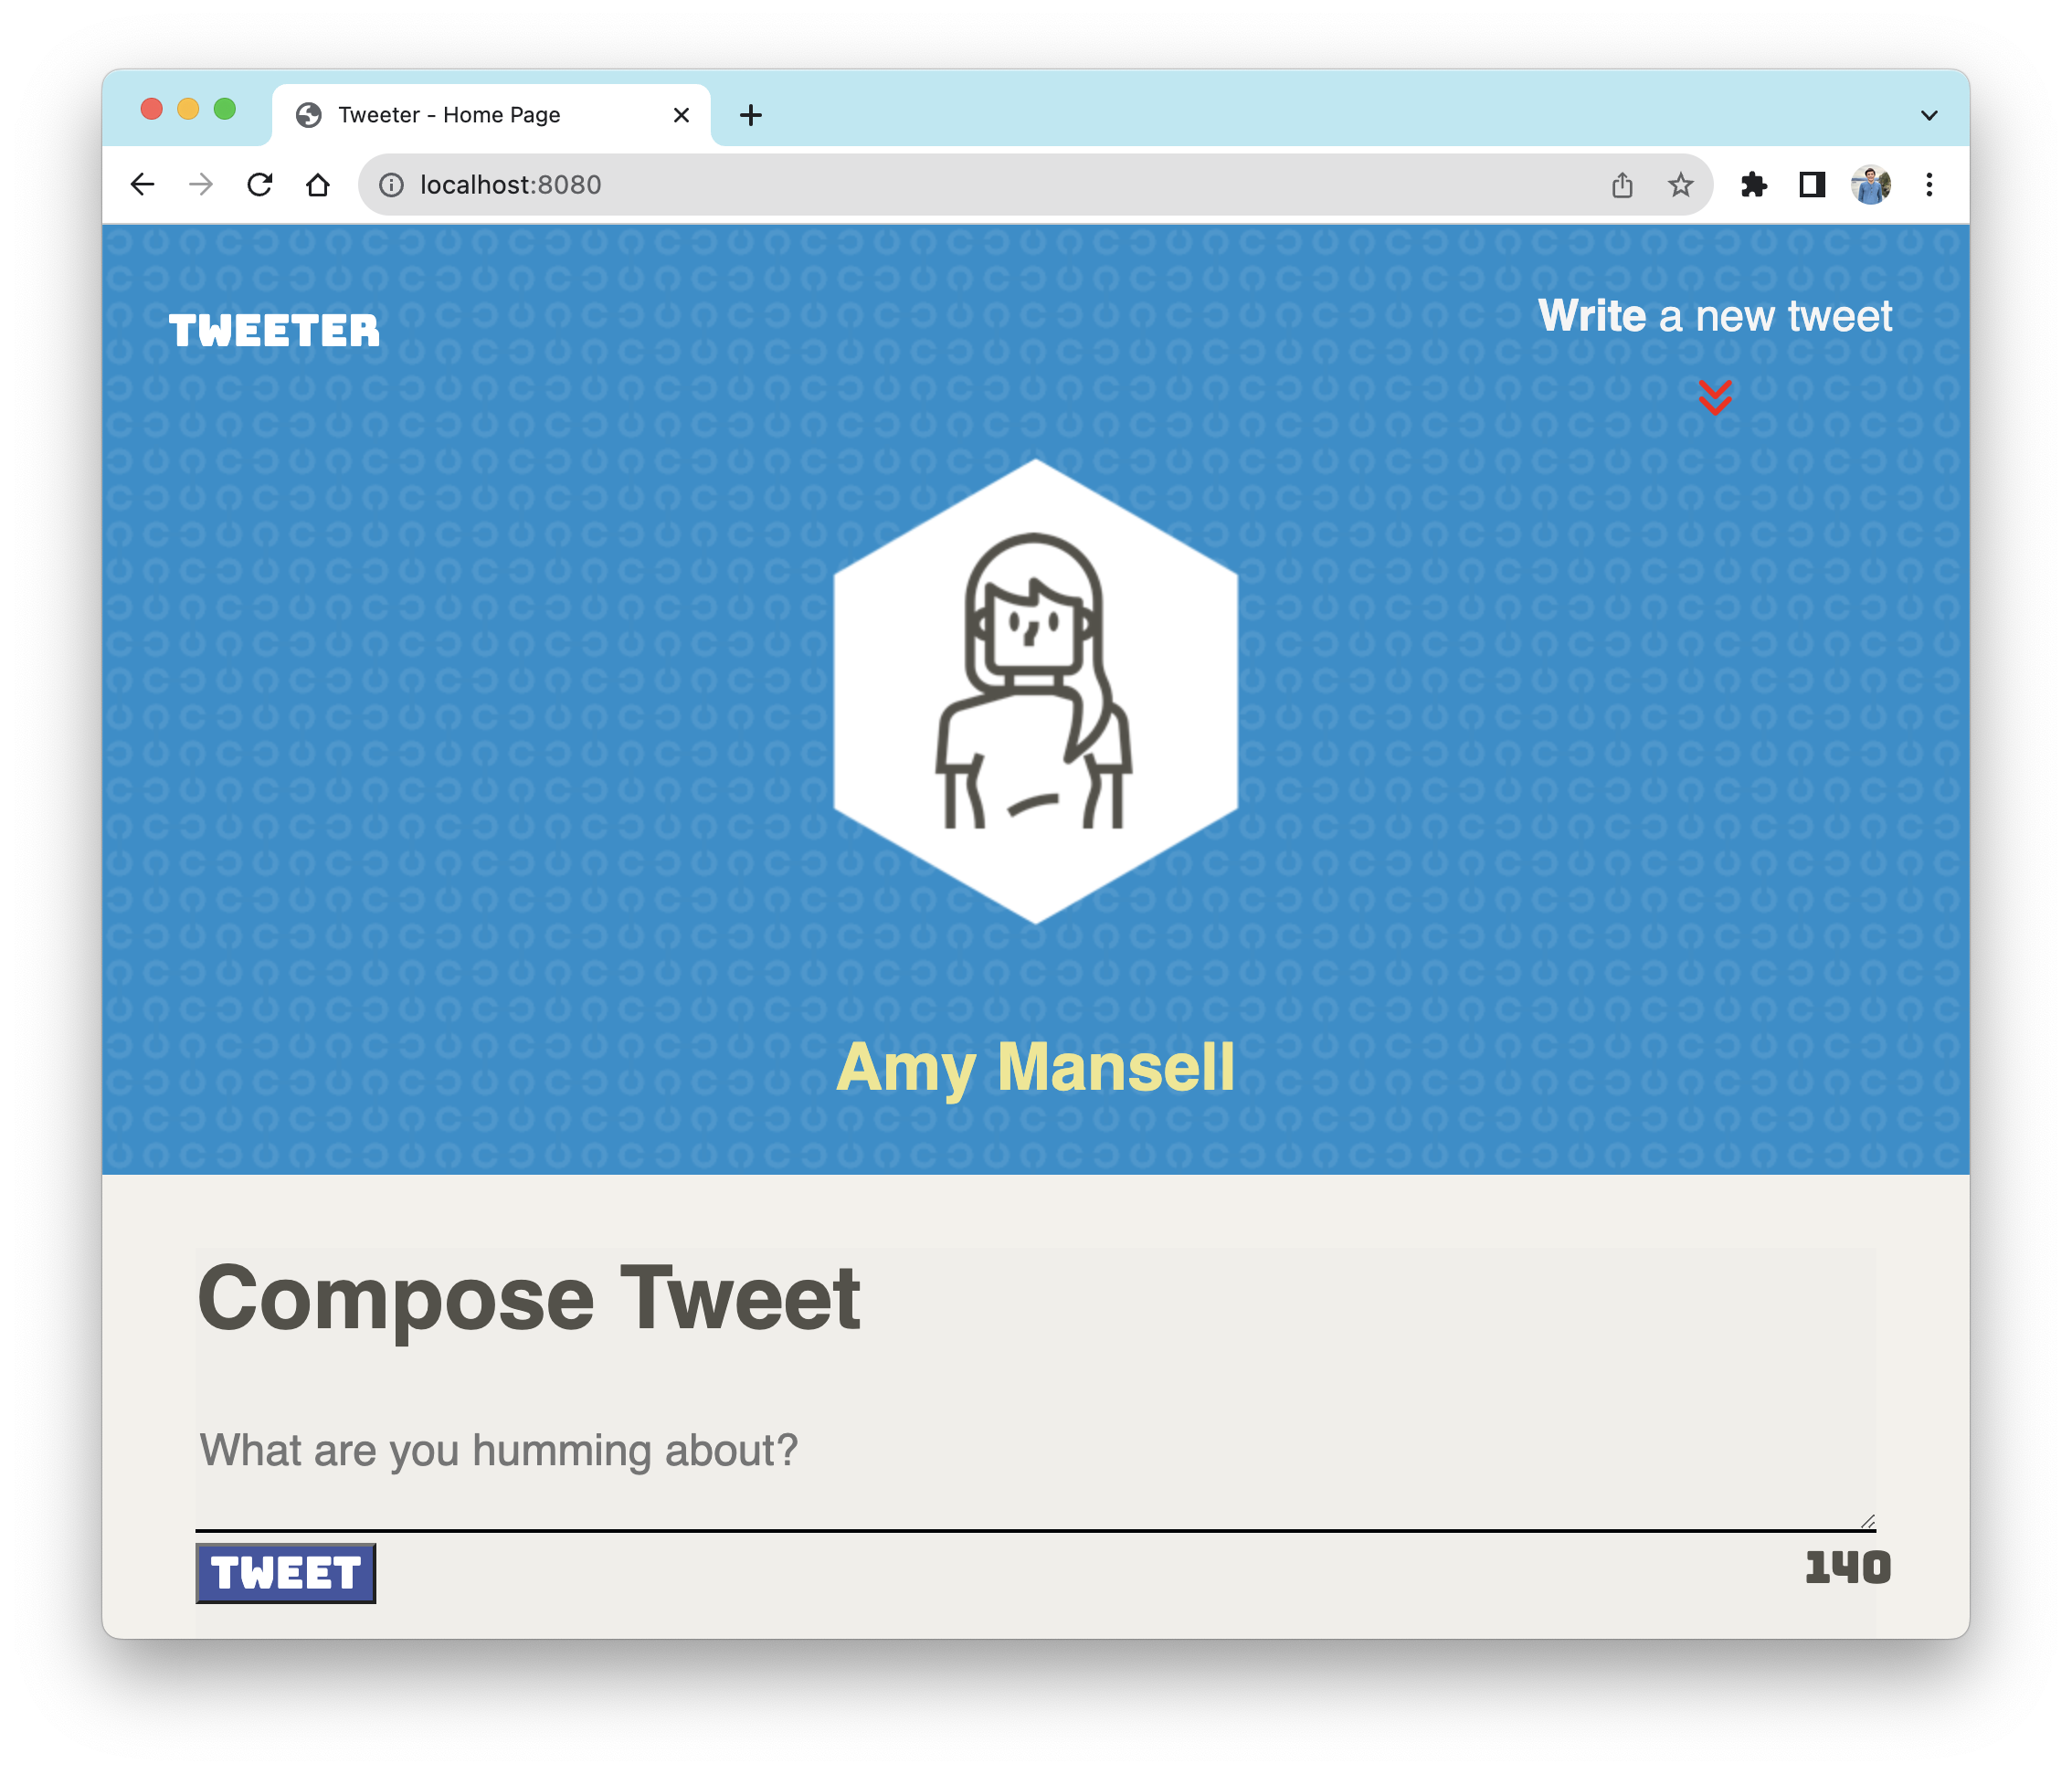 Tweeter - Home Page
localhost:8080
TWEETER
Write a new tweet
Amy Mansell
Compose Tweet
What are you humming about?
TWEET
140